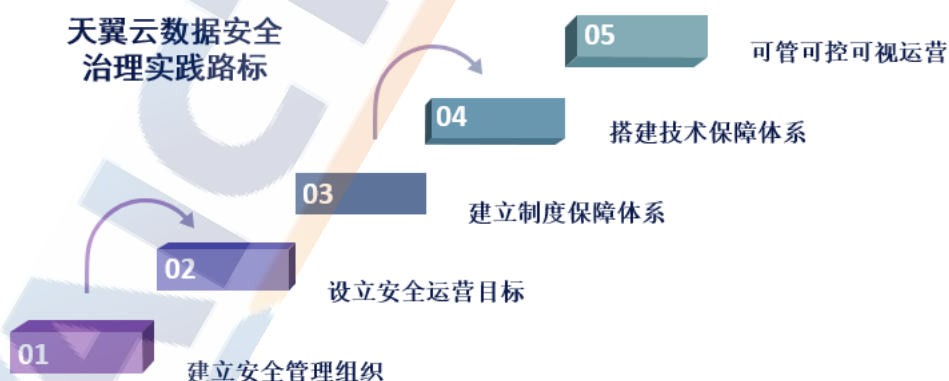 天翼云数据安全
治理实践路标
05
可管可控可视运营
04
搭建技术保障体系
03
建立制度保障体系
02
设立安全运营目标
01
建立安全管理组织